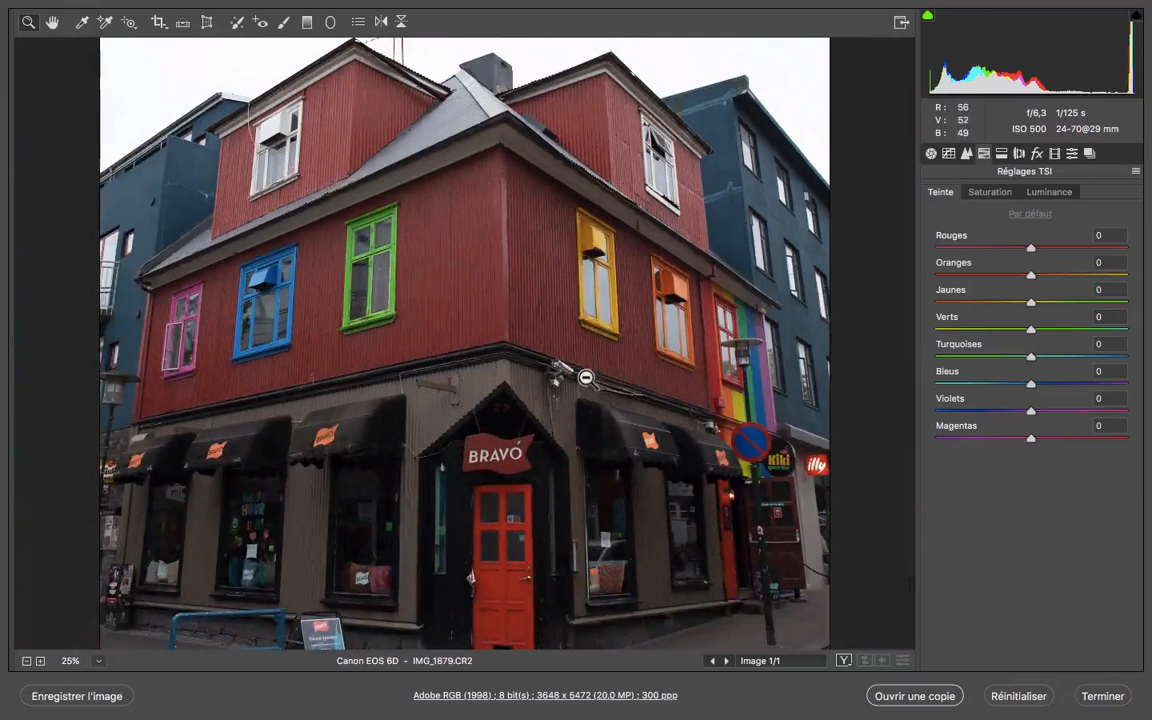 R : 56
V : 52
B : 49
f/6,3 1/125 s
ISO 500 24-70@29 mm
fx
Réglages TSI
Teinte Saturation Luminance
Par défaut
Rouges 0
Oranges 0
Jaunes 0
Verts 0
Turquoises 0
Bleus 0
Violets 0
Magentas 0
BRAVÓ
Kiki
illy
25%
Canon EOS 6D - IMG_1879.CR2
Image 1/1
Y
Enregistrer l'image
Adobe RGB (1998) ; 8 bit(s) ; 3648 x 5472 (20,0 MP) ; 300 ppp
Ouvrir une copie
Réinitialiser
Terminer